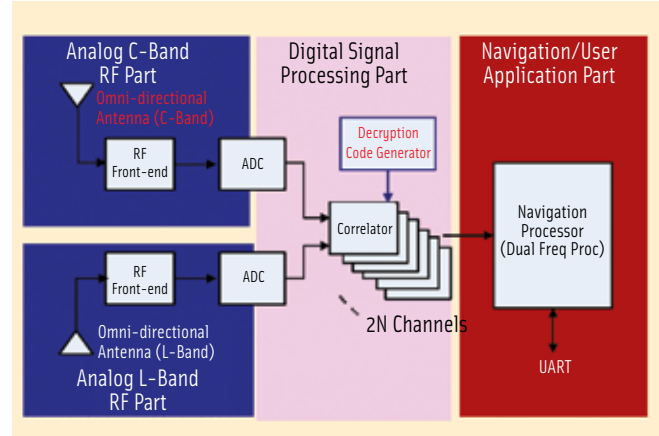 Analog C-Band
RF Part
Omni-directional
Antenna (C-Band)
RF
Front-end
ADC
Digital Signal
Processing Part
Decryption
Code Generator
Correlator
2N Channels
Navigation/User
Application Part
Navigation
Processor
(Dual Freq Proc)
UART
RF
Front-end
ADC
Omni-directional
Antenna (L-Band)
Analog L-Band
RF Part